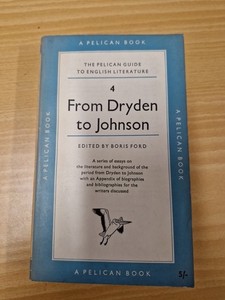 A PELICAN BOOK
THE PELICAN GUIDE
TO ENGLISH LITERATURE
4
From Dryden
to Johnson
EDITED BY BORIS FORD
A series of essays on
the literature and background of the
period from Dryden to Johnson
with an Appendix of biographies
and bibliographies for the
writers discussed
A PELICAN BOOK
A PELICAN BOOK
A PELICAN BOOK
5/-